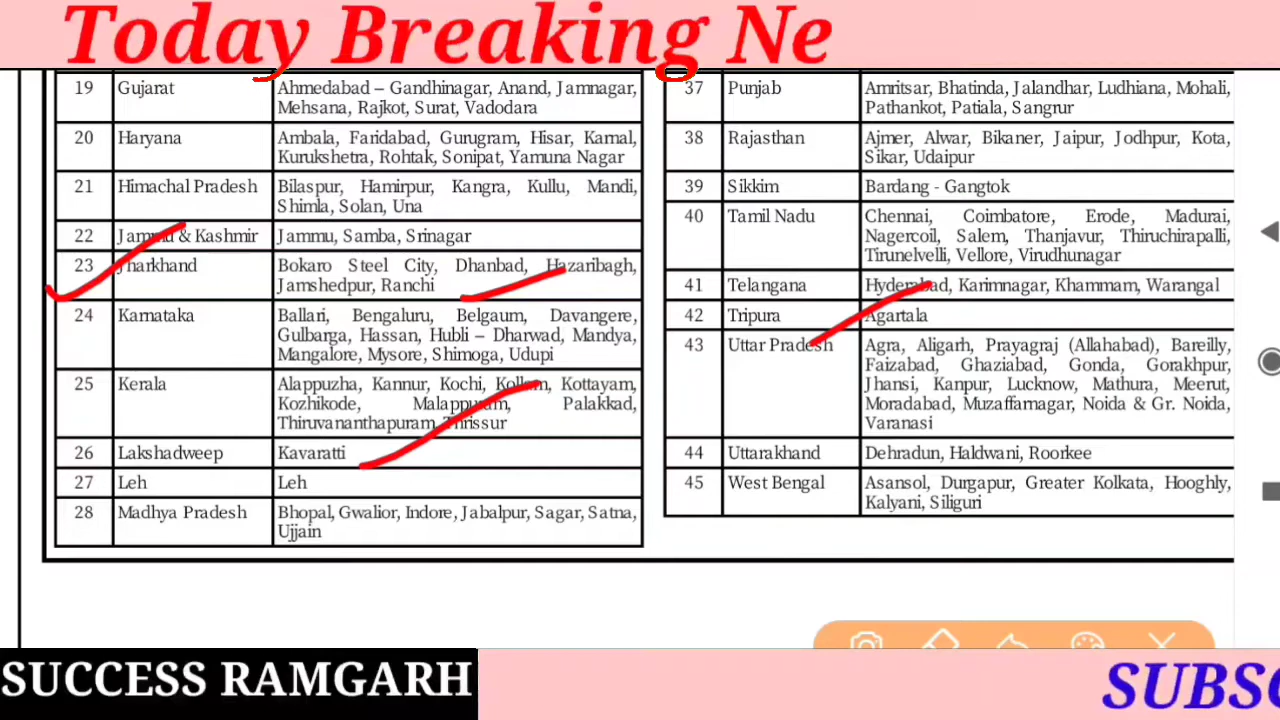 Today Breaking Ne
19 Gujarat Ahmedabad – Gandhinagar, Anand, Jamnagar,
Mehsana, Rajkot, Surat, Vadodara
20 Haryana Ambala, Faridabad, Gurugram, Hisar, Karnal,
Kurukshetra, Rohtak, Sonipat, Yamuna Nagar
21 Himachal Pradesh Bilaspur, Hamirpur, Kangra, Kullu, Mandi,
Shimla, Solan, Una
22 Jammu & Kashmir Jammu, Samba, Srinagar
23 Jharkhand Bokaro Steel City, Dhanbad, Hazaribagh,
Jamshedpur, Ranchi
24 Karnataka Ballari, Bengaluru, Belgaum, Davangere,
Gulbarga, Hassan, Hubli – Dharwad, Mandya,
Mangalore, Mysore, Shimoga, Udupi
25 Kerala Alappuzha, Kannur, Kochi, Kollam, Kottayam,
Kozhikode, Malappuram, Palakkad,
Thiruvananthapuram, Thrissur
26 Lakshadweep Kavaratti
27 Leh Leh
28 Madhya Pradesh Bhopal, Gwalior, Indore, Jabalpur, Sagar, Satna,
Ujjain
37 Punjab Amritsar, Bhatinda, Jalandhar, Ludhiana, Mohali,
Pathankot, Patiala, Sangrur
38 Rajasthan Ajmer, Alwar, Bikaner, Jaipur, Jodhpur, Kota,
Sikar, Udaipur
39 Sikkim Bardang - Gangtok
40 Tamil Nadu Chennai, Coimbatore, Erode, Madurai,
Nagercoil, Salem, Thanjavur, Thiruchirapalli,
Tirunelvelli, Vellore, Virudhunagar
41 Telangana Hyderabad, Karimnagar, Khammam, Warangal
42 Tripura Agartala
43 Uttar Pradesh Agra, Aligarh, Prayagraj (Allahabad), Bareilly,
Faizabad, Ghaziabad, Gonda, Gorakhpur,
Jhansi, Kanpur, Lucknow, Mathura, Meerut,
Moradabad, Muzaffarnagar, Noida & Gr. Noida,
Varanasi
44 Uttarakhand Dehradun, Haldwani, Roorkee
45 West Bengal Asansol, Durgapur, Greater Kolkata, Hooghly,
Kalyani, Siliguri
SUCCESS RAMGARH
SUBSC